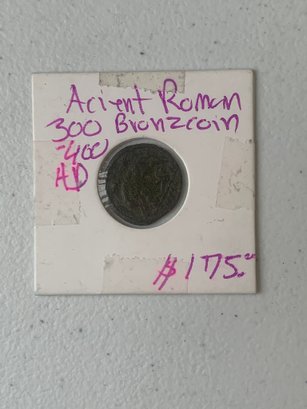 Acient Roman
300 Bronzcoin
-400
AD
$175.00